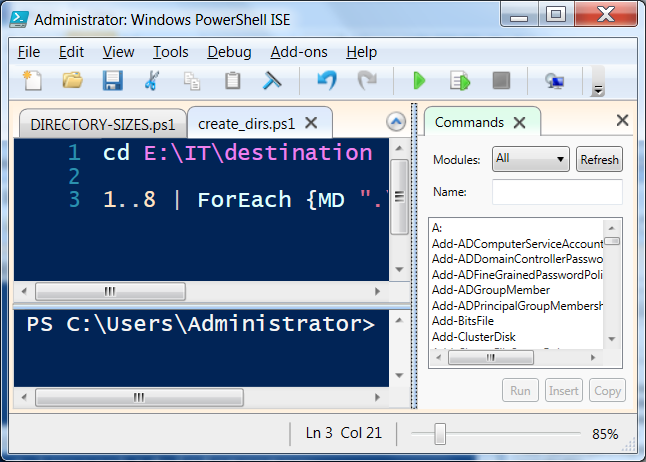 Administrator: Windows PowerShell ISE
File Edit View Tools Debug Add-ons Help
DIRECTORY-SIZES.ps1 create_dirs.ps1
1 cd E:\IT\destination
2
3 1..8 | ForEach {MD ".
PS C:\Users\Administrator>
Commands
Modules: All Refresh
Name:
A:
Add-ADComputerServiceAccount
Add-ADDomainControllerPasswo
Add-ADFineGrainedPasswordPoli
Add-ADGroupMember
Add-ADPrincipalGroupMembersh
Add-BitsFile
Add-ClusterDisk
Run Insert Copy
Ln 3 Col 21 85%